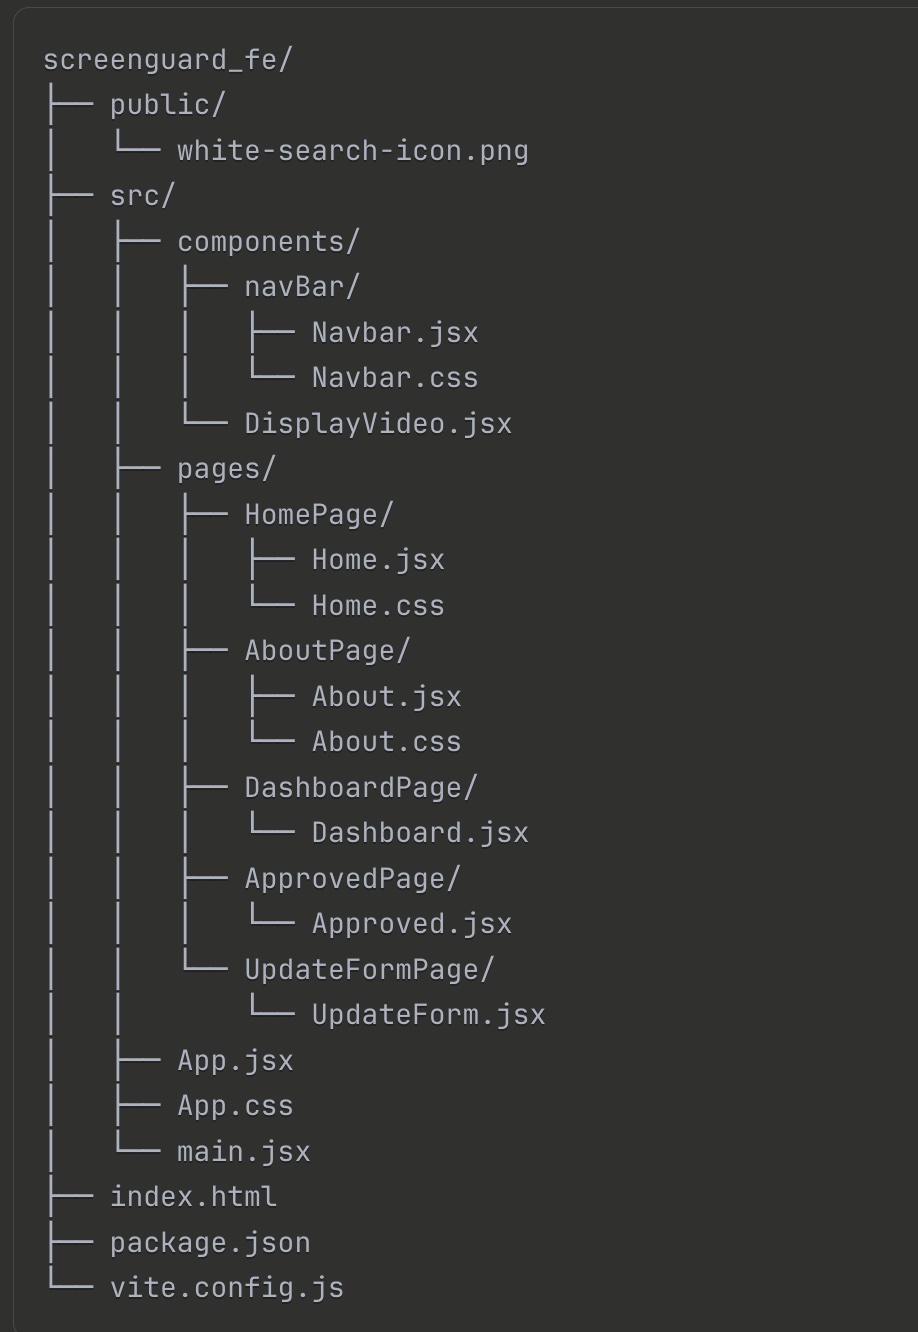 screenguard_fe/
├── public/
│   └── white-search-icon.png
├── src/
│   ├── components/
│   │   ├── navBar/
│   │   │   ├── Navbar.jsx
│   │   │   └── Navbar.css
│   │   └── DisplayVideo.jsx
│   ├── pages/
│   │   ├── HomePage/
│   │   │   ├── Home.jsx
│   │   │   └── Home.css
│   │   ├── AboutPage/
│   │   │   ├── About.jsx
│   │   │   └── About.css
│   │   ├── DashboardPage/
│   │   │   └── Dashboard.jsx
│   │   ├── ApprovedPage/
│   │   │   └── Approved.jsx
│   │   └── UpdateFormPage/
│   │       └── UpdateForm.jsx
│   ├── App.jsx
│   ├── App.css
│   └── main.jsx
├── index.html
├── package.json
└── vite.config.js